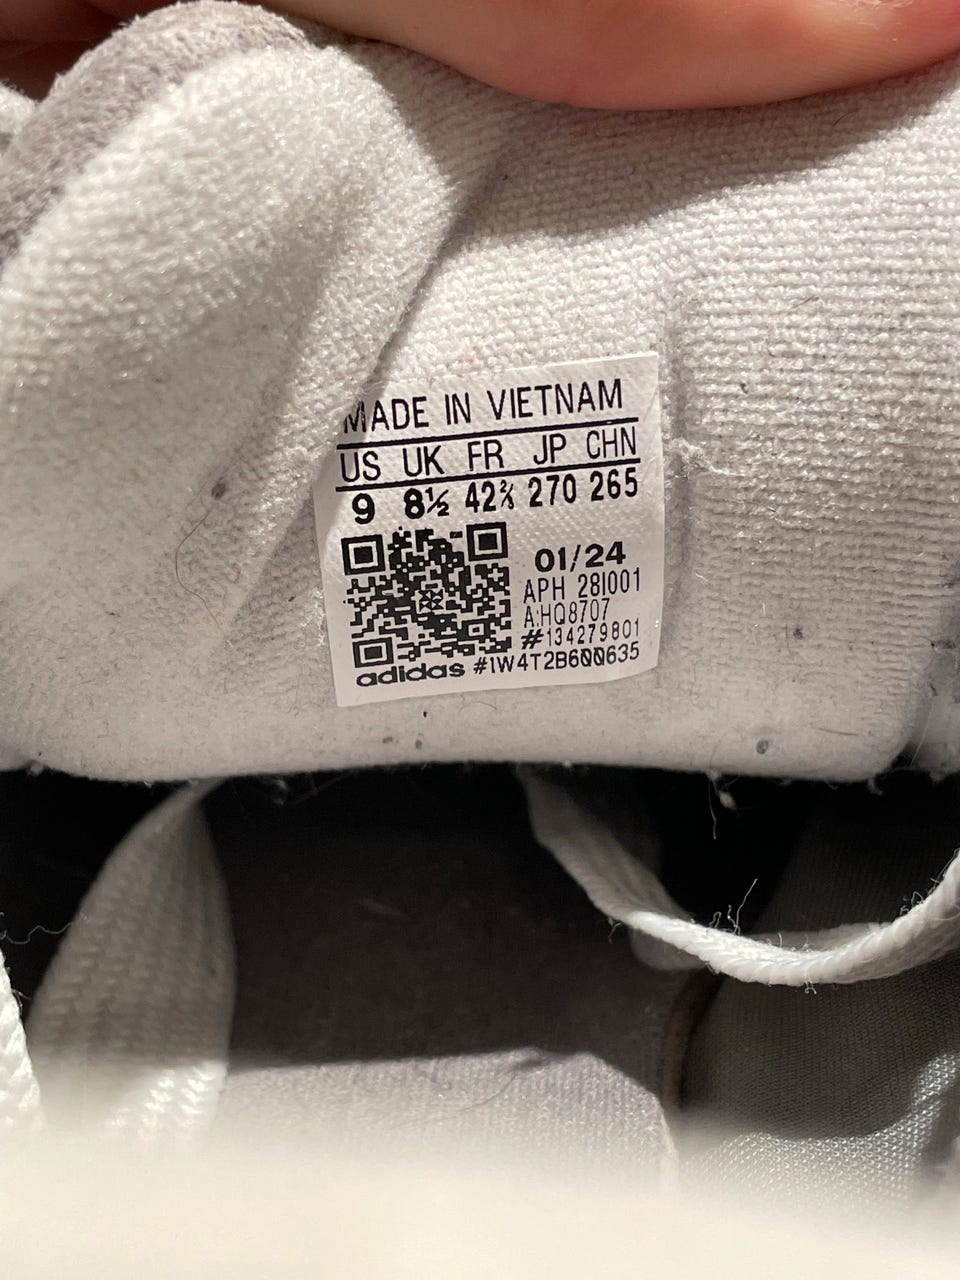 MADE IN VIETNAM
US UK FR JP CHN
9 8½ 42⅔ 270 265
01/24
APH 28I001
A:HQ8707
#134279801
adidas #1W4T2B600635